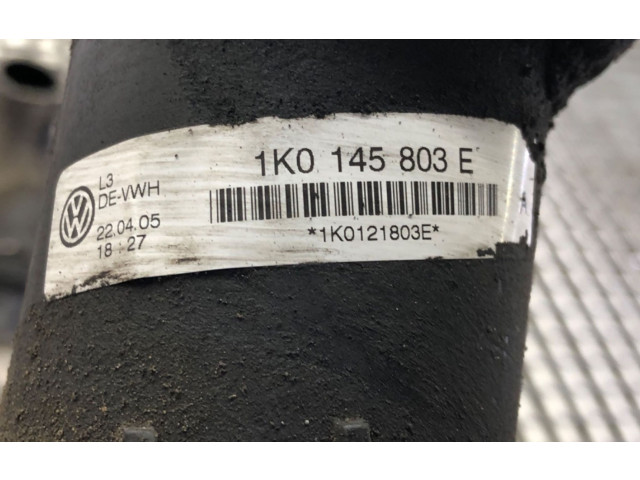 L3
DE-VWH
22.04.05
18:27
1K0 145 803 E
*1K0121803E*
A